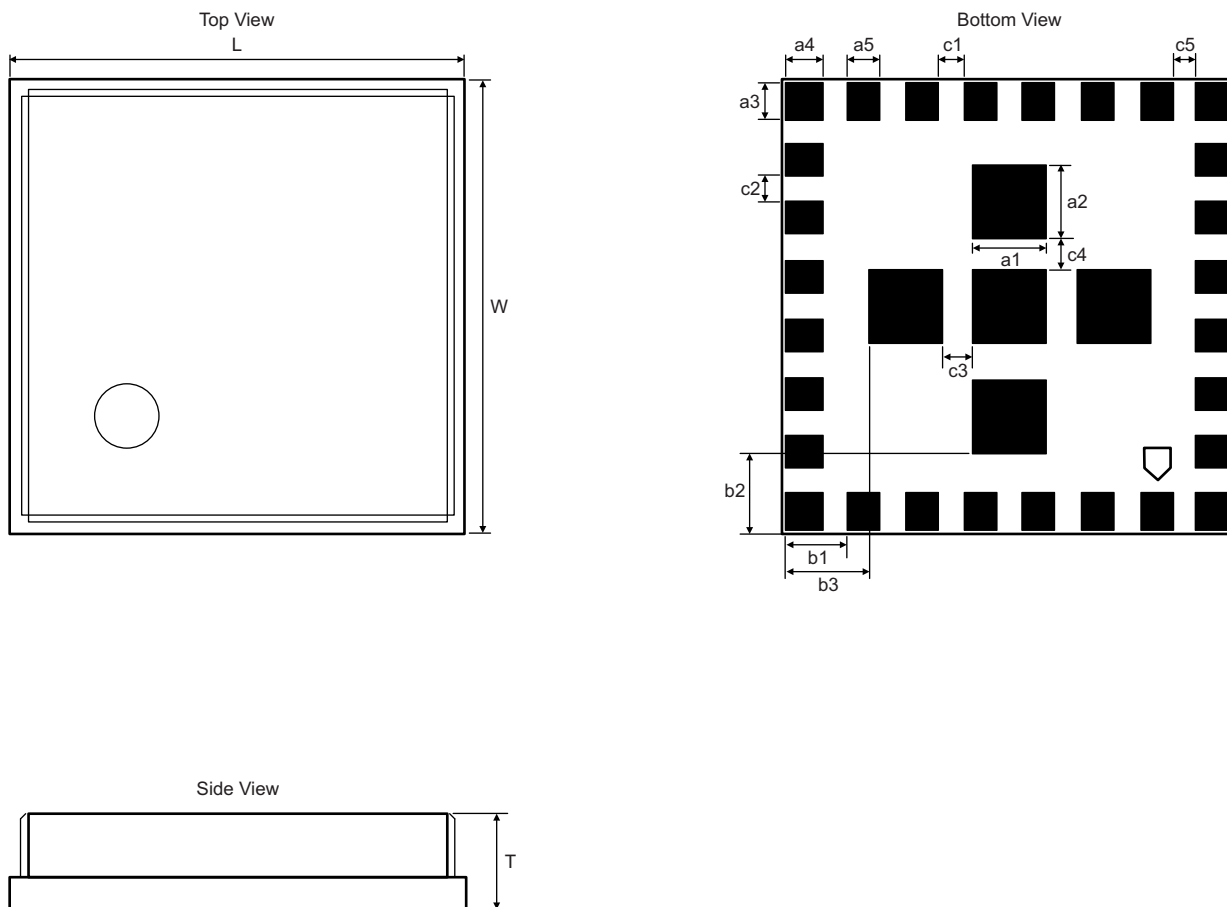 Top View
L
W
Bottom View
a4
a5
c1
c5
a3
c2
a2
a1
c4
c3
b2
b1
b3
Side View
T